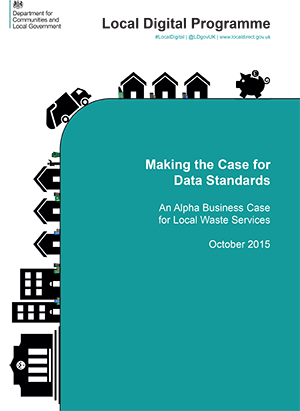 Department for
Communities and
Local Government
Local Digital Programme
#LocalDigital | @LDgovUK | www.localdirect.gov.uk
Making the Case for
Data Standards
An Alpha Business Case
for Local Waste Services
October 2015